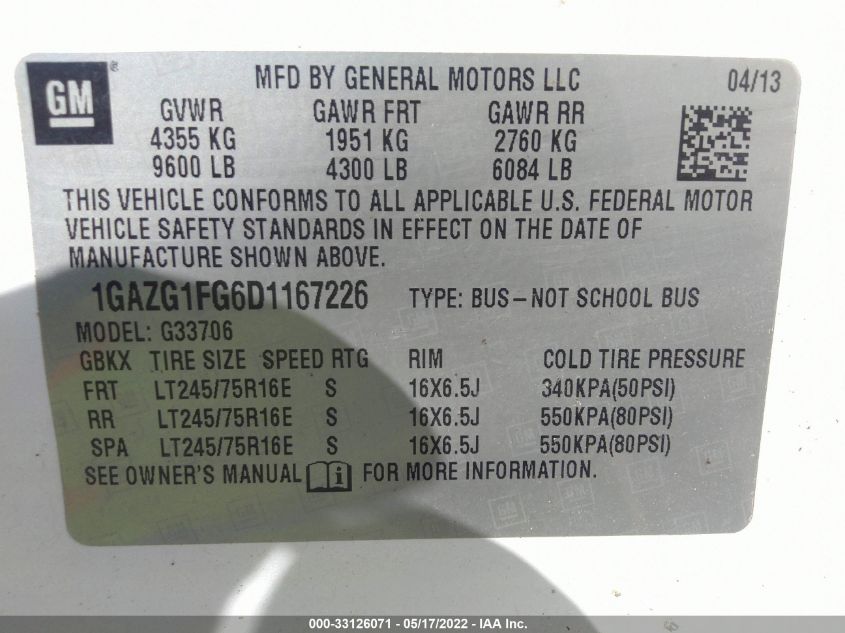 GM® MFD BY GENERAL MOTORS LLC 04/13
GVWR GAWR FRT GAWR RR
4355 KG 1951 KG 2760 KG
9600 LB 4300 LB 6084 LB
THIS VEHICLE CONFORMS TO ALL APPLICABLE U.S. FEDERAL MOTOR
VEHICLE SAFETY STANDARDS IN EFFECT ON THE DATE OF
MANUFACTURE SHOWN ABOVE.
1GAZG1FG6D1167226 TYPE: BUS-NOT SCHOOL BUS
MODEL: G33706
GBKX TIRE SIZE SPEED RTG RIM COLD TIRE PRESSURE
FRT LT245/75R16E S 16X6.5J 340KPA(50PSI)
RR LT245/75R16E S 16X6.5J 550KPA(80PSI)
SPA LT245/75R16E S 16X6.5J 550KPA(80PSI)
SEE OWNER'S MANUAL i FOR MORE INFORMATION.
000-33126071 - 05/17/2022 - IAA Inc.